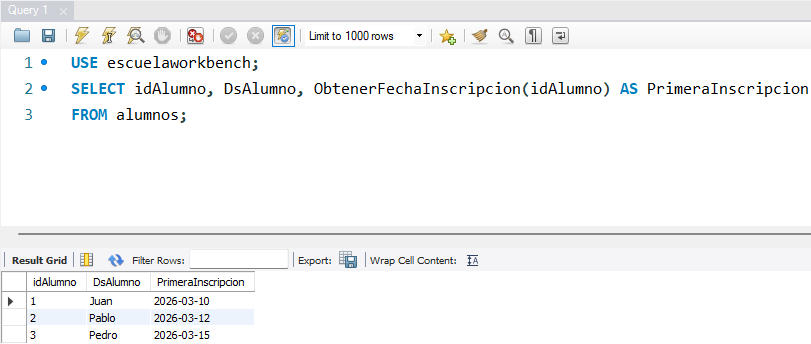 Query 1
Limit to 1000 rows
1 USE escuelaworkbench;
2 SELECT idAlumno, DsAlumno, ObtenerFechaInscripcion(idAlumno) AS PrimeraInscripcion
3 FROM alumnos;
Result Grid Filter Rows: Export: Wrap Cell Content:
idAlumno DsAlumno PrimeraInscripcion
1 Juan 2026-03-10
2 Pablo 2026-03-12
3 Pedro 2026-03-15